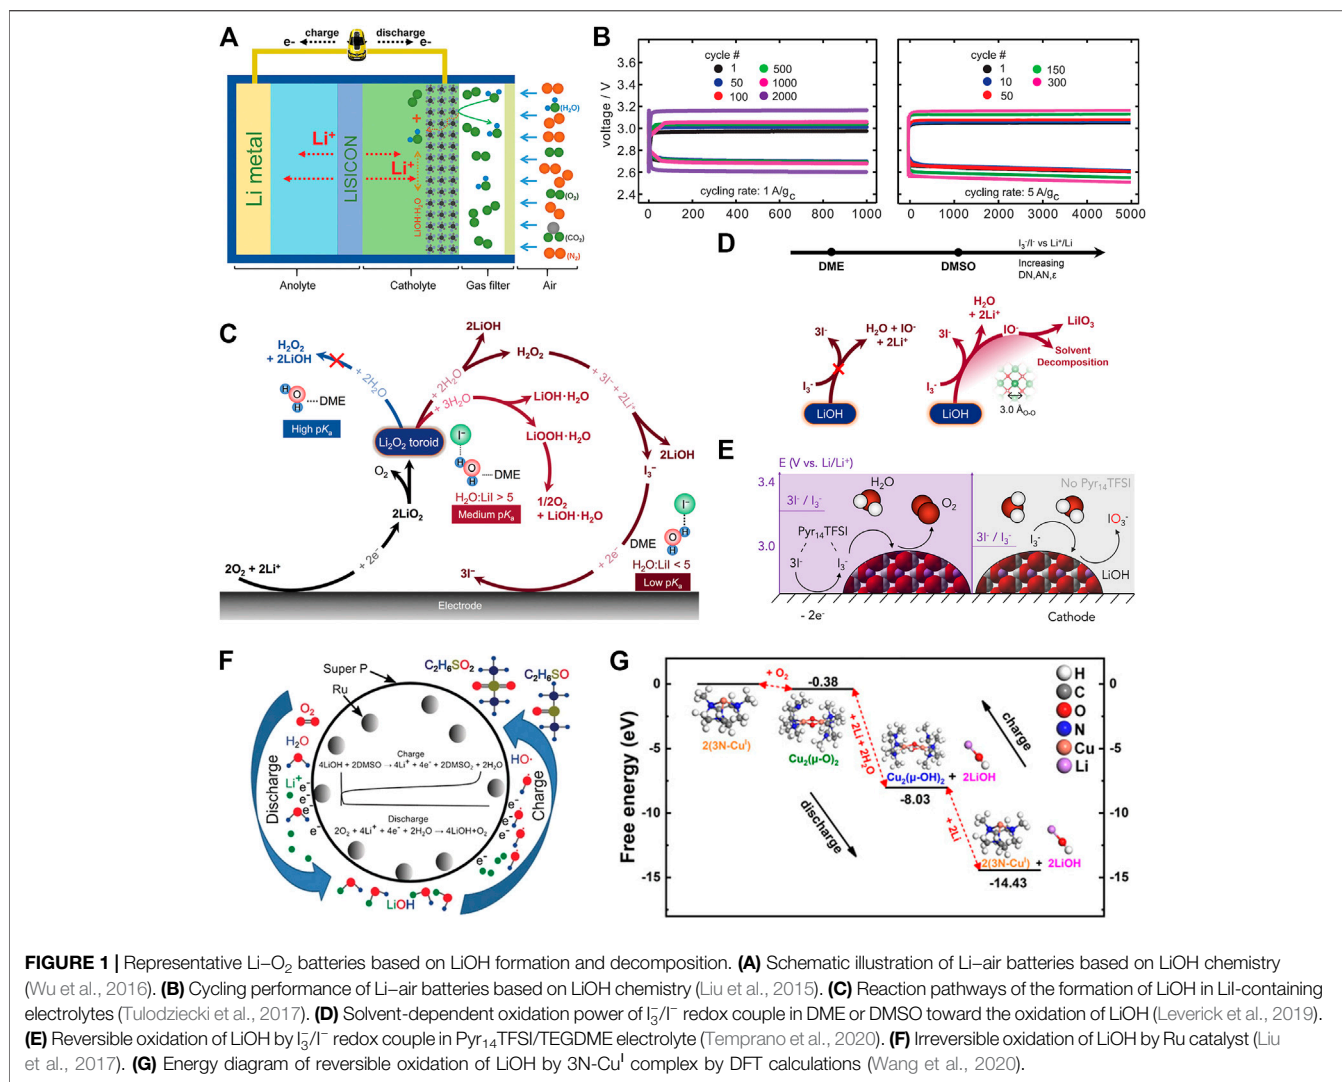 A
charge
discharge
e-
e-
Li metal
Li⁺
LISICON
Li⁺
LiOH·H₂O
+
(H₂O)
(O₂)
(CO₂)
(N₂)
Anolyte
Catholyte
Gas filter
Air
B
voltage / V
3.6
3.4
3.2
3.0
2.8
2.6
2.4
cycle #
1
500
50
1000
100
2000
cycling rate: 1 A/g_C
0
200
400
600
800
1000
cycle #
1
150
10
300
50
cycling rate: 5 A/g_C
0
1000
2000
3000
4000
5000
C
H₂O₂
+ 2LiOH
+ 2H₂O
H
O
H
DME
High pKₐ
Li₂O₂ toroid
O₂
2LiO₂
+ 2e⁻
2O₂ + 2Li⁺
2LiOH
+ 2H₂O
H₂O₂
+ 3H₂O
LiOH·H₂O
LiOOH·H₂O
1/2O₂
+ LiOH·H₂O
I⁻
H
O
H
DME
H₂O:LiI > 5
Medium pKₐ
+ 3I⁻ + 2Li⁺
2LiOH
I₃⁻
I⁻
H
O
H
DME
H₂O:LiI < 5
Low pKₐ
+ 2e⁻
3I⁻
Electrode
D
I₃⁻/I⁻ vs Li⁺/Li
DME
DMSO
Increasing
DN,AN,ε
3I⁻
H₂O + IO⁻
+ 2Li⁺
I₃⁻
LiOH
H₂O
+ 2Li⁺
3I⁻
IO⁻
LiIO₃
Solvent
Decomposition
I₃⁻
LiOH
3.0 Å_O-O
E
E (V vs. Li/Li⁺)
3.4
3.0
3I⁻ / I₃⁻
Pyr₁₄TFSI
3I⁻
I₃⁻
H₂O
O₂
- 2e⁻
No Pyr₁₄TFSI
3I⁻ / I₃⁻
I₃⁻
IO₃⁻
LiOH
Cathode
F
Super P
Ru
C₂H₆SO₂
C₂H₆SO
O₂
H₂O
Li⁺
e⁻
e⁻
e⁻
Discharge
Charge
4LiOH + 2DMSO → 4Li⁺ + 4e⁻ + 2DMSO₂ + 2H₂O
Discharge
2O₂ + 4Li⁺ + 4e⁻ + 2H₂O → 4LiOH+O₂
HO·
e⁻
e⁻
e⁻
e⁻
Charge
LiOH
G
Free energy (eV)
0
-5
-10
-15
0
-5
-10
-15
+ O₂
-0.38
2(3N-Cuᴵ)
Cu₂(μ-O)₂
+ 2Li + 2H₂O
Cu₂(μ-OH)₂
+
2LiOH
-8.03
+ 2Li
2(3N-Cuᴵ)
+
2LiOH
-14.43
discharge
charge
H
C
O
N
Cu
Li
FIGURE 1 | Representative Li–O₂ batteries based on LiOH formation and decomposition. (A) Schematic illustration of Li–air batteries based on LiOH chemistry
(Wu et al., 2016). (B) Cycling performance of Li–air batteries based on LiOH chemistry (Liu et al., 2015). (C) Reaction pathways of the formation of LiOH in LiI-containing
electrolytes (Tulodziecki et al., 2017). (D) Solvent-dependent oxidation power of I₃⁻/I⁻ redox couple in DME or DMSO toward the oxidation of LiOH (Leverick et al., 2019).
(E) Reversible oxidation of LiOH by I₃⁻/I⁻ redox couple in Pyr₁₄TFSI/TEGDME electrolyte (Temprano et al., 2020). (F) Irreversible oxidation of LiOH by Ru catalyst (Liu
et al., 2017). (G) Energy diagram of reversible oxidation of LiOH by 3N-Cuᴵ complex by DFT calculations (Wang et al., 2020).